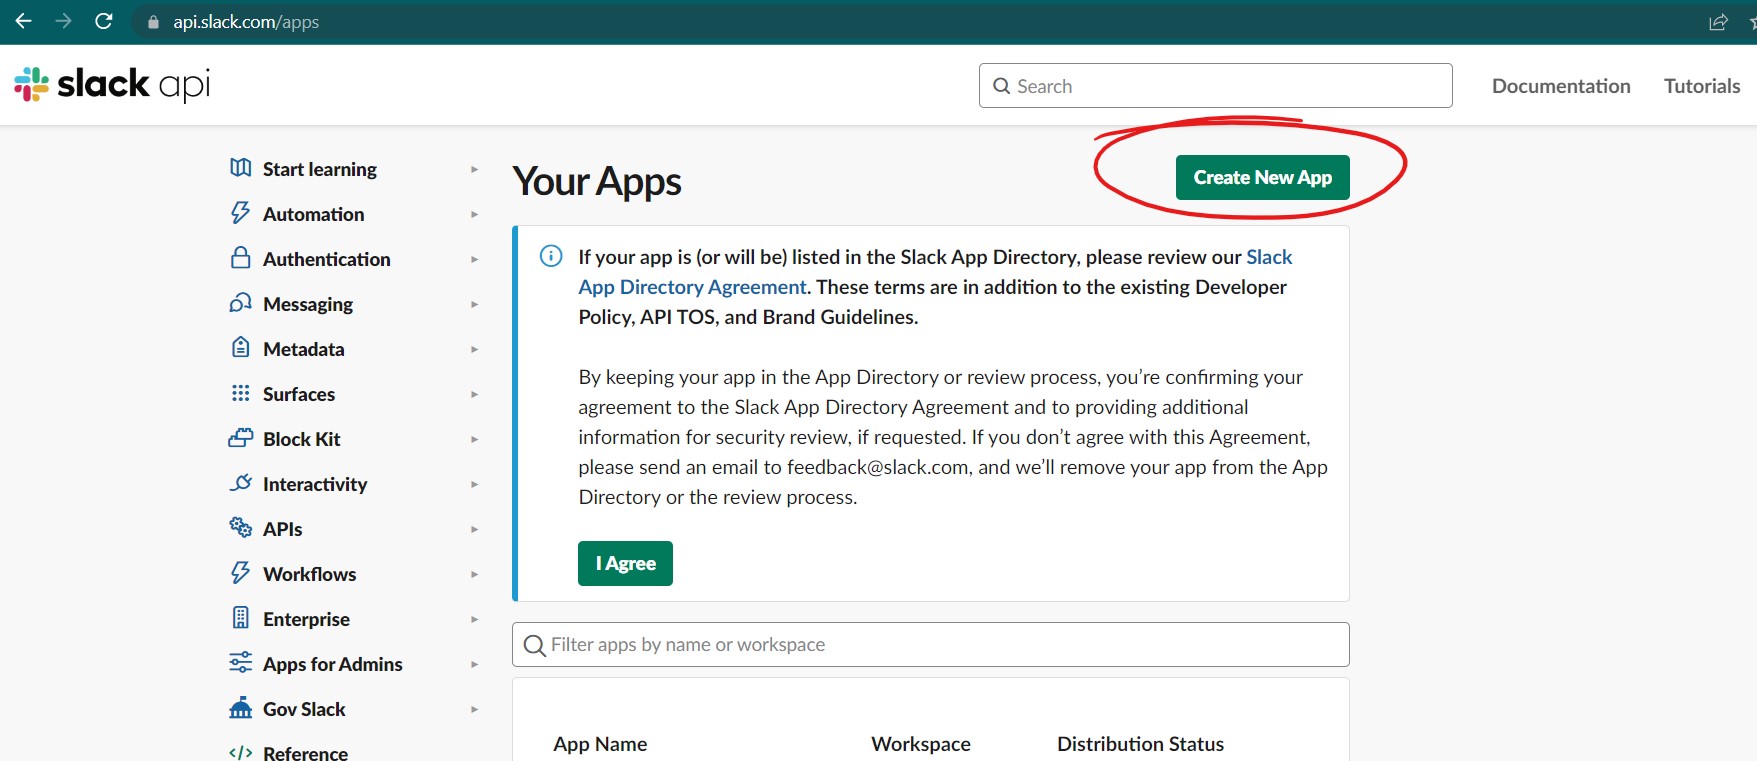 api.slack.com/apps
slack api
Search
Documentation
Tutorials
Start learning
Automation
Authentication
Messaging
Metadata
Surfaces
Block Kit
Interactivity
APIs
Workflows
Enterprise
Apps for Admins
Gov Slack
Reference
Your Apps
Create New App
If your app is (or will be) listed in the Slack App Directory, please review our Slack
App Directory Agreement. These terms are in addition to the existing Developer
Policy, API TOS, and Brand Guidelines.
By keeping your app in the App Directory or review process, you’re confirming your
agreement to the Slack App Directory Agreement and to providing additional
information for security review, if requested. If you don’t agree with this Agreement,
please send an email to feedback@slack.com, and we’ll remove your app from the App
Directory or the review process.
I Agree
Filter apps by name or workspace
App Name
Workspace
Distribution Status